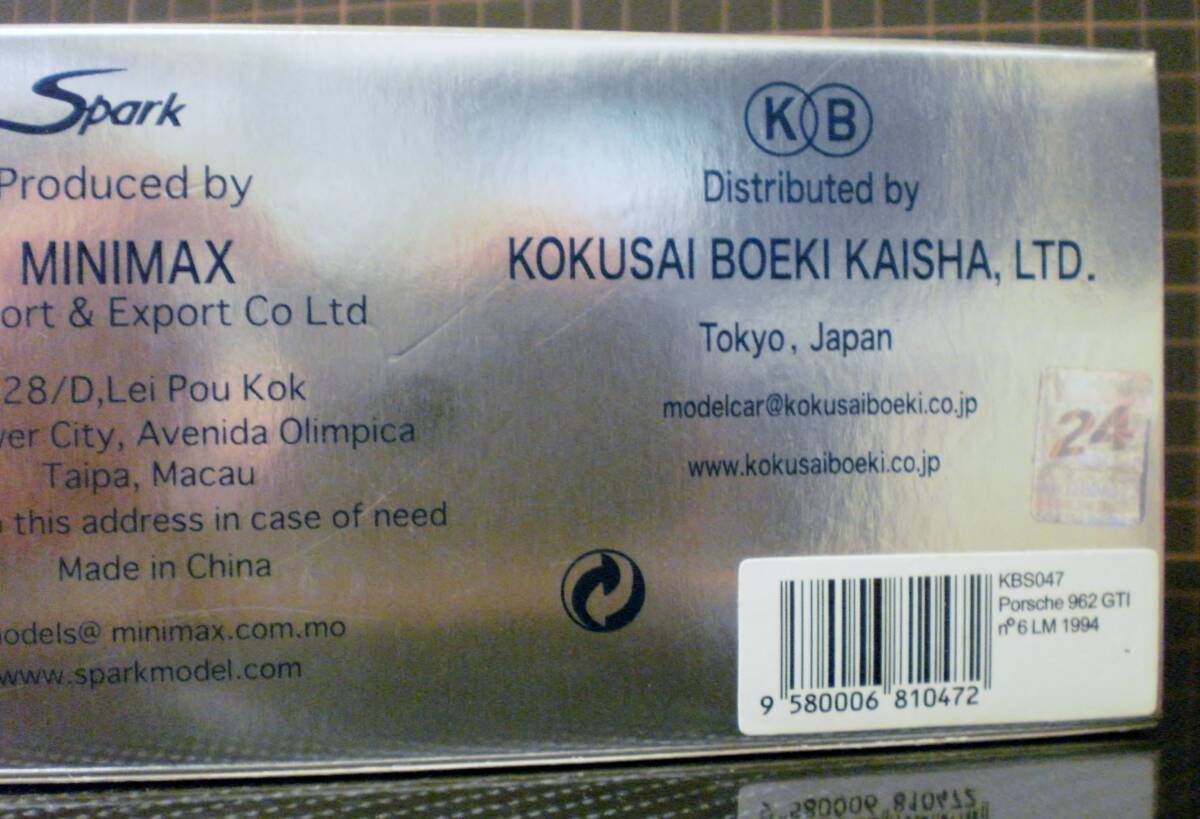 Spark
Produced by
MINIMAX
ort & Export Co Ltd
28/D,Lei Pou Kok
er City, Avenida Olimpica
Taipa, Macau
this address in case of need
Made in China
odels@ minimax.com.mo
www.sparkmodel.com
K B
Distributed by
KOKUSAI BOEKI KAISHA, LTD.
Tokyo, Japan
modelcar@kokusaiboeki.co.jp
www.kokusaiboeki.co.jp
24
KBS047
Porsche 962 GTI
nº6 LM 1994
9 580006 810472